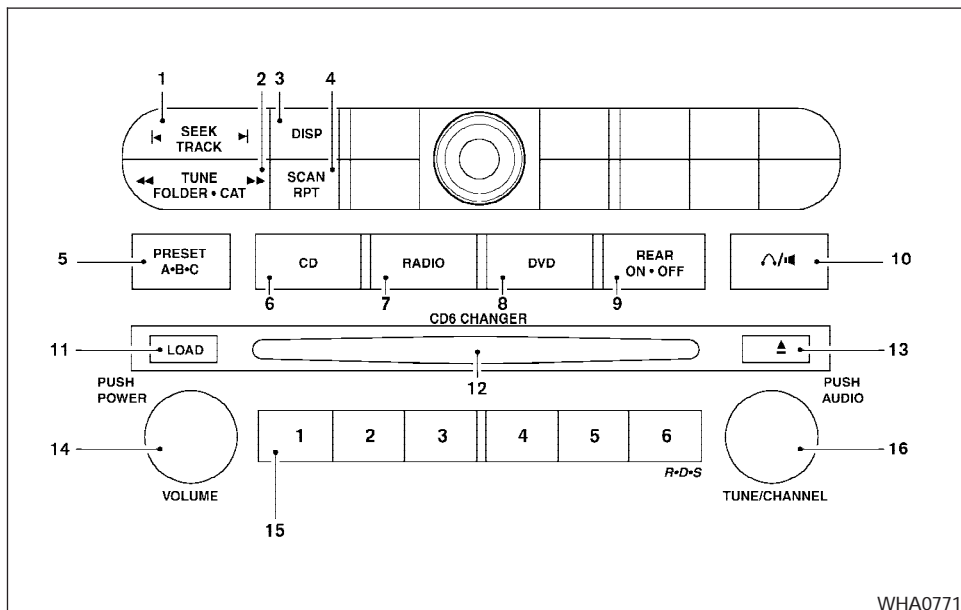 1 2 3 4
SEEK
TRACK
DISP
TUNE
FOLDER • CAT
SCAN
RPT
5
PRESET
A•B•C
CD
RADIO
DVD
REAR
ON • OFF
10
6 7 8 9
CD6 CHANGER
11
LOAD
13
12
PUSH
POWER
PUSH
AUDIO
14
1 2 3 4 5 6
16
R•D•S
VOLUME
TUNE/CHANNEL
15
WHA0771